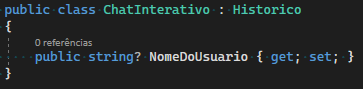 public class ChatInterativo : Historico
{
0 referências
public string? NomeDoUsuario { get; set; }
}